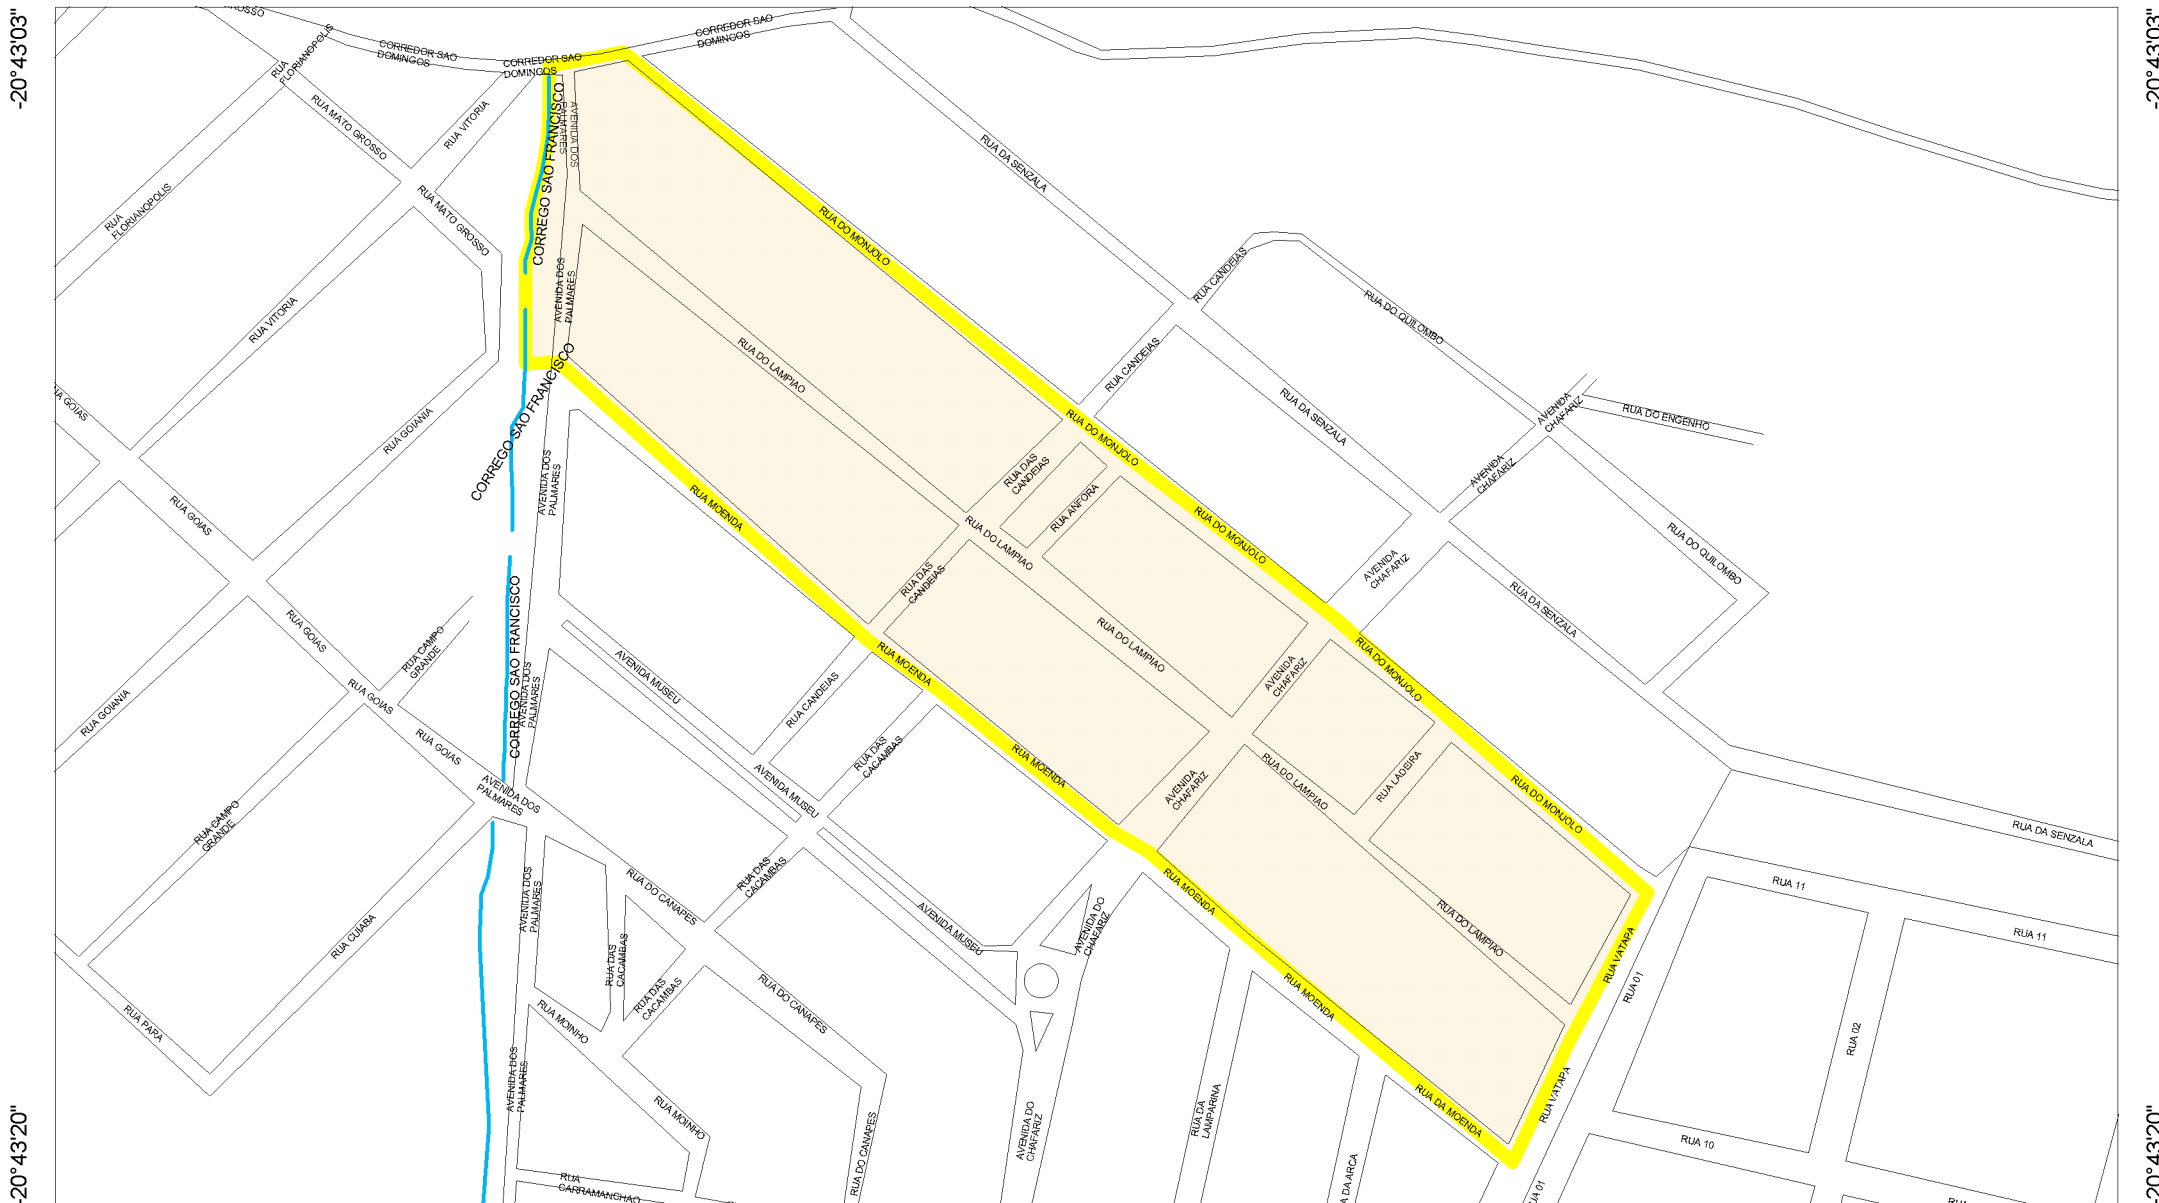 -20°43'03"
-20°43'03"
CORREDOR SAO
DOMINGOS
CORREDOR SAO
DOMINGOS
CORREDOR SAO
DOMINGOS
RUA
FLORIANOPOLIS
RUA MATO GROSSO
RUA VITORIA
CORREGO SAO FRANCISCO
AVENIDA DOS
PALMARES
RUA DA SENZALA
RUA
FLORIANOPOLIS
RUA MATO GROSSO
RUA DO MONJOLO
RUA CANDEIAS
AVENIDA DOS
PALMARES
RUA VITORIA
RUA DO QUILOMBO
RUA DO LAMPIAO
RUA CANDEIAS
RUA GOIANIA
CORREGO SAO FRANCISCO
RUA DO MONJOLO
RUA DA SENZALA
AVENIDA
CHAFARIZ
RUA DO ENGENHO
AVENIDA DOS
PALMARES
RUA DAS
CANDEIAS
AVENIDA
CHAFARIZ
RUA GOIAS
RUA MOENDA
RUA ANFORA
RUA DO LAMPIAO
RUA DO MONJOLO
RUA DO QUILOMBO
AVENIDA
CHAFARIZ
RUA DAS
CANDEIAS
RUA DA SENZALA
RUA GOIAS
RUA CAMPO
GRANDE
CORREGO SAO FRANCISCO
AVENIDA DOS
PALMARES
AVENIDA MUSEU
RUA CANDEIAS
RUA MOENDA
RUA DO LAMPIAO
AVENIDA
CHAFARIZ
RUA DO MONJOLO
RUA GOIANIA
RUA GOIAS
RUA GOIAS
RUA DAS
CACAMBAS
RUA MOENDA
AVENIDA
CHAFARIZ
RUA DO LAMPIAO
RUA LADEIRA
RUA DO MONJOLO
AVENIDA DOS
PALMARES
AVENIDA MUSEU
RUA CAMPO
GRANDE
RUA DA SENZALA
RUA DO CANAPES
RUA DAS
CACAMBAS
RUA MOENDA
RUA 11
RUA 11
AVENIDA DOS
PALMARES
AVENIDA MUSEU
AVENIDA DO
CHAFARIZ
RUA DO LAMPIAO
RUA VATAPA
RUA CUIABA
RUA DAS
CACAMBAS
RUA DAS
CACAMBAS
RUA DO CANAPES
RUA MOENDA
RUA 01
RUA PARA
RUA MOINHO
RUA 02
AVENIDA DOS
PALMARES
RUA MOINHO
RUA DO CANAPES
AVENIDA DO
CHAFARIZ
RUA DA
LAMPARINA
RUA DA MOENDA
RUA VATAPA
RUA 10
-20°43'20"
-20°43'20"
RUA
CARRAMANCHAO